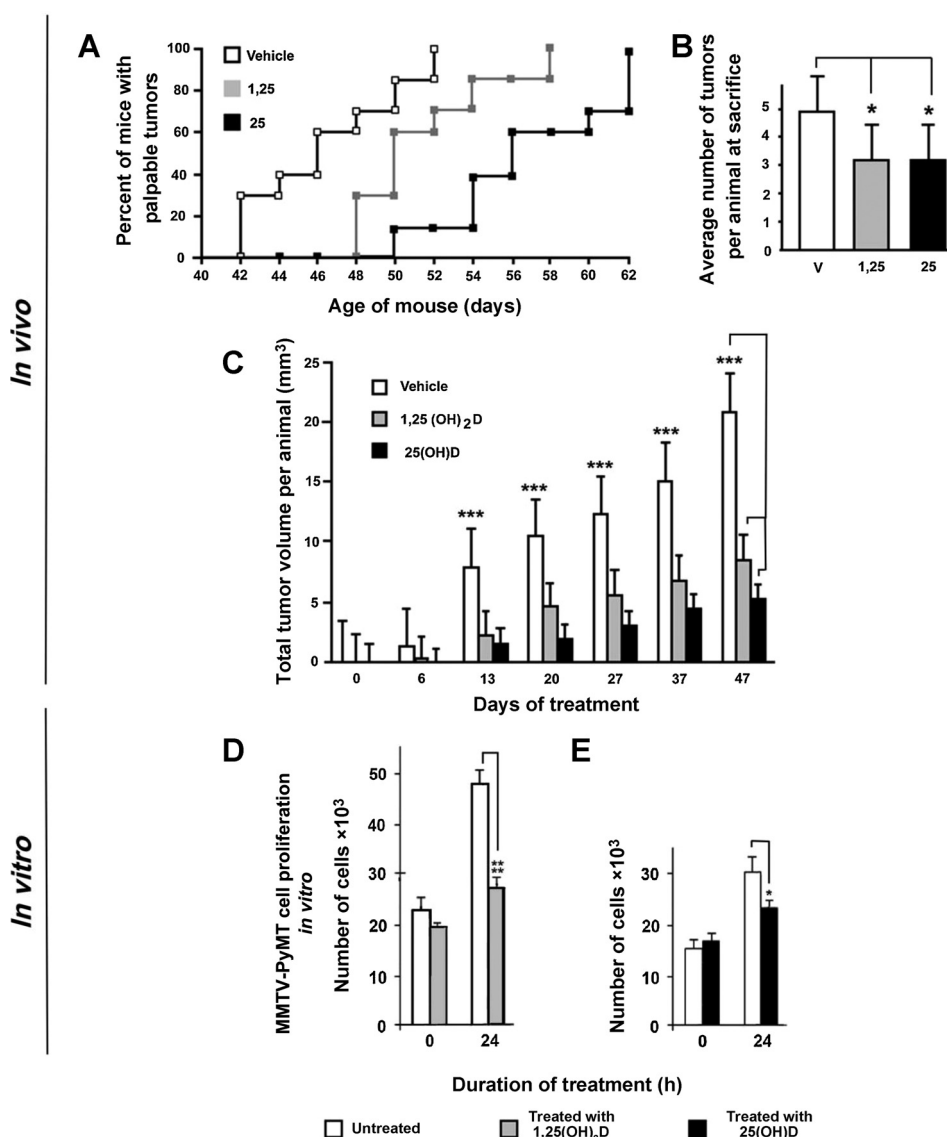 In vivo
A
Percent of mice with
palpable tumors
100
80
60
40
20
0
Vehicle
1,25
25
40 42 44 46 48 50 52 54 56 58 60 62
Age of mouse (days)
B
Average number of tumors
per animal at sacrifice
5
4
3
2
1
0
* *
V 1,25 25
C
Total tumor volume per animal (mm³)
25
20
15
10
5
0
Vehicle
1,25 (OH)₂D
25(OH)D
*** *** *** *** ***
0 6 13 20 27 37 47
Days of treatment
In vitro
D
MMTV-PyMT cell proliferation
in vitro
Number of cells ×10³
50
40
30
20
10
0
**
**
0 24
E
Number of cells ×10³
30
20
10
0
*
0 24
Duration of treatment (h)
Untreated
Treated with
1,25(OH)₂D
Treated with
25(OH)D